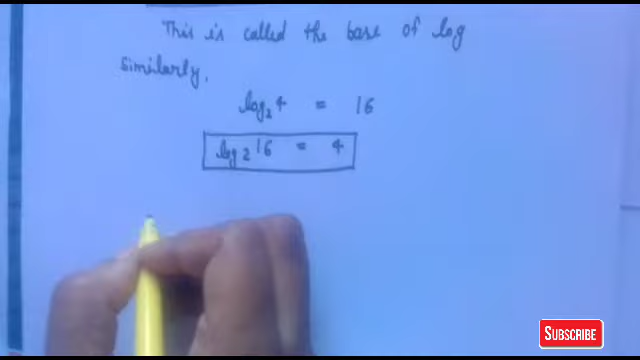 This is called the base of log
similarly,
log₂4 = 16
log₂16 = 4
SUBSCRIBE